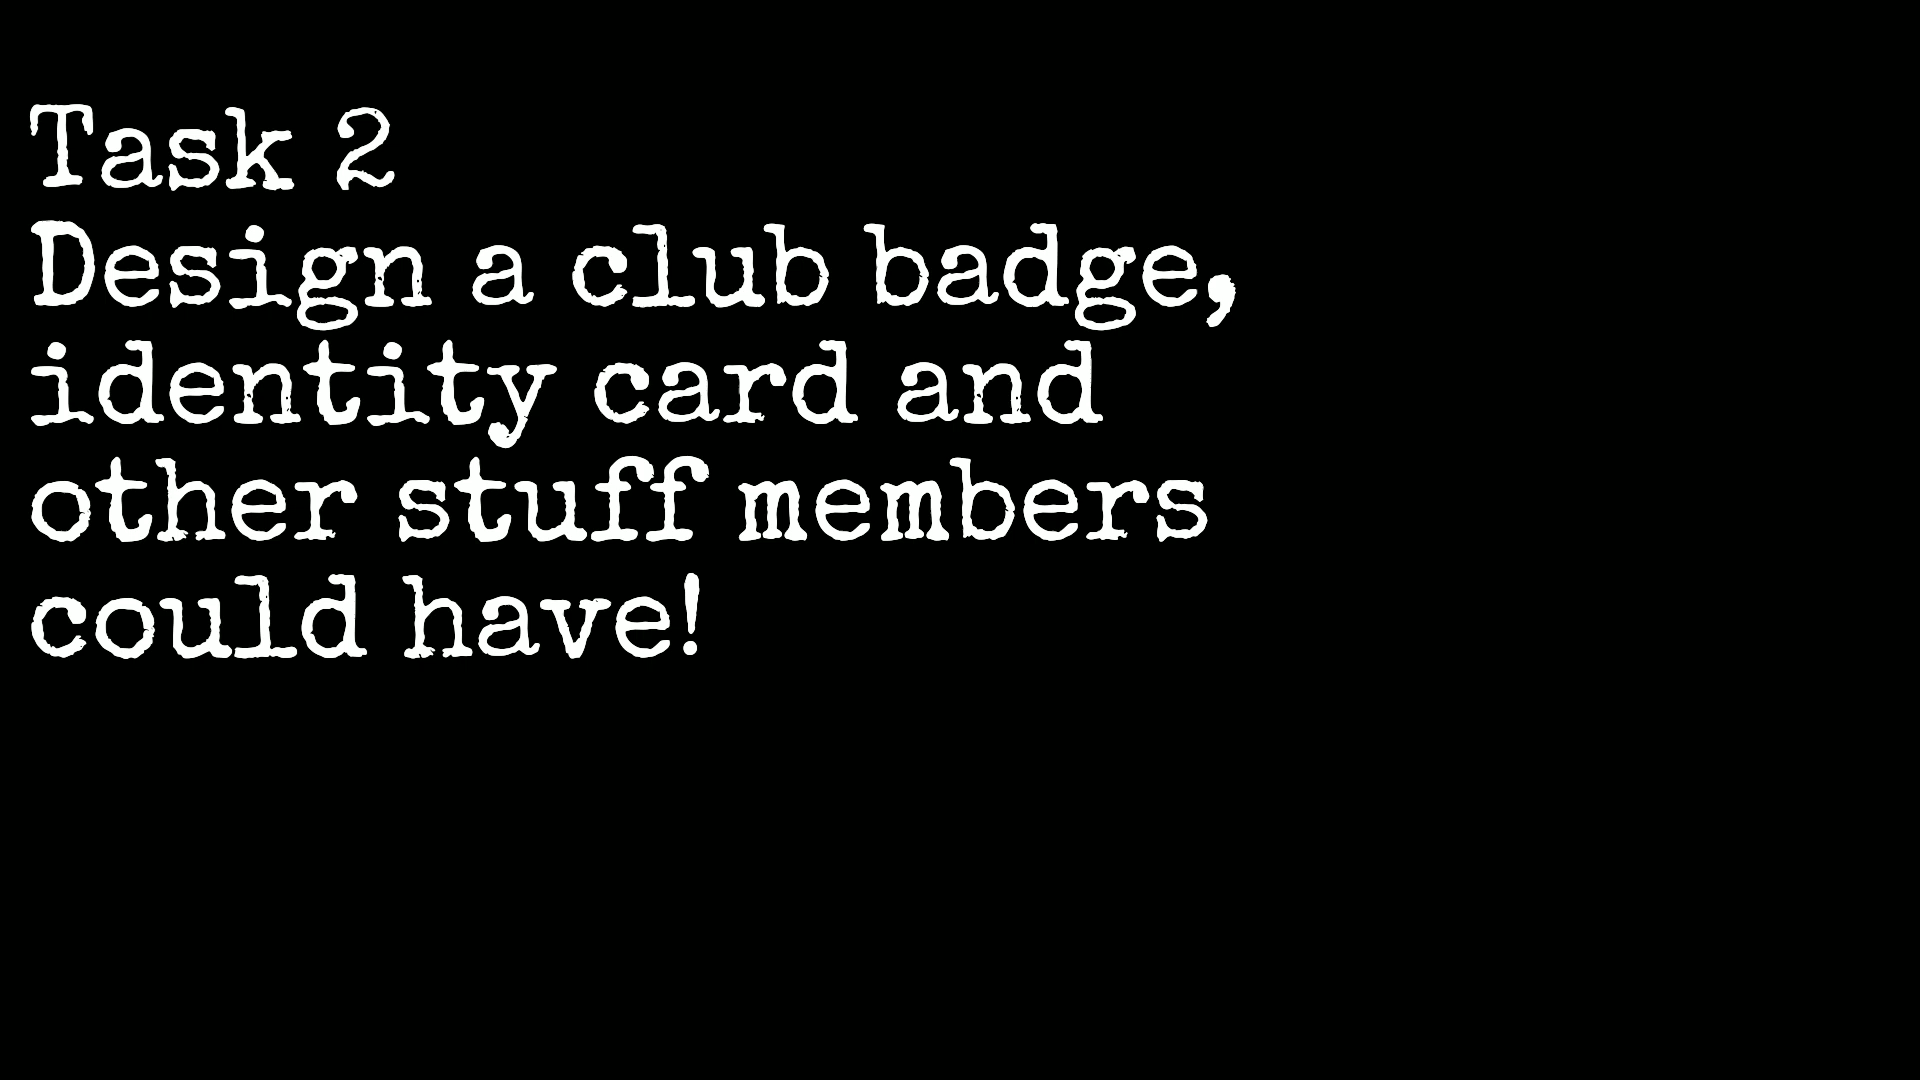 Task 2
Design a club badge,
identity card and
other stuff members
could have!